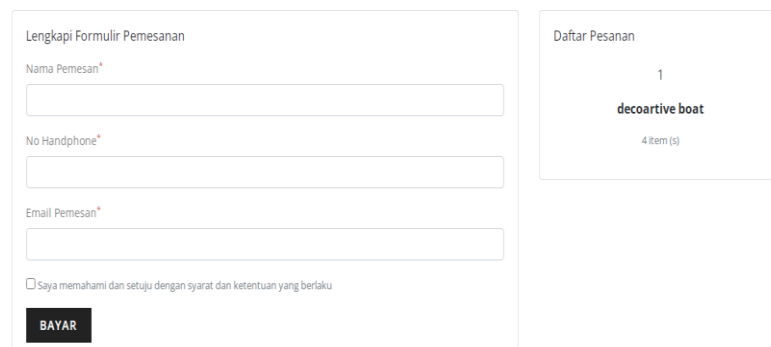 Lengkapi Formulir Pemesanan
Nama Pemesan*
No Handphone*
Email Pemesan*
Saya memahami dan setuju dengan syarat dan ketentuan yang berlaku
BAYAR
Daftar Pesanan
1
decoartive boat
4 item (s)